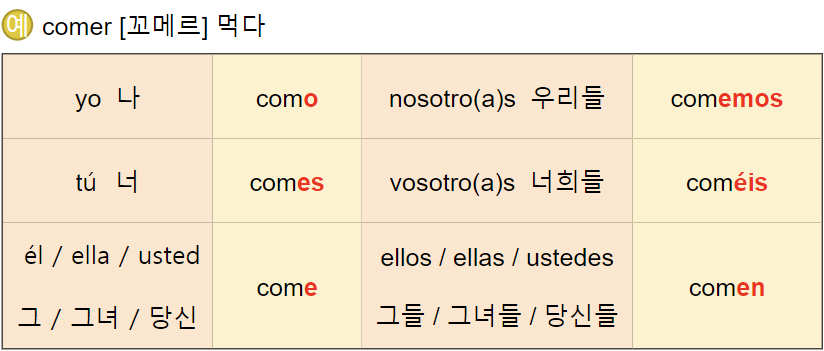 예 comer [꼬메르] 먹다
yo 나 como nosotro(a)s 우리들 comemos
tú 너 comes vosotro(a)s 너희들 coméis
él / ella / usted
그 / 그녀 / 당신
come
ellos / ellas / ustedes
그들 / 그녀들 / 당신들
comen